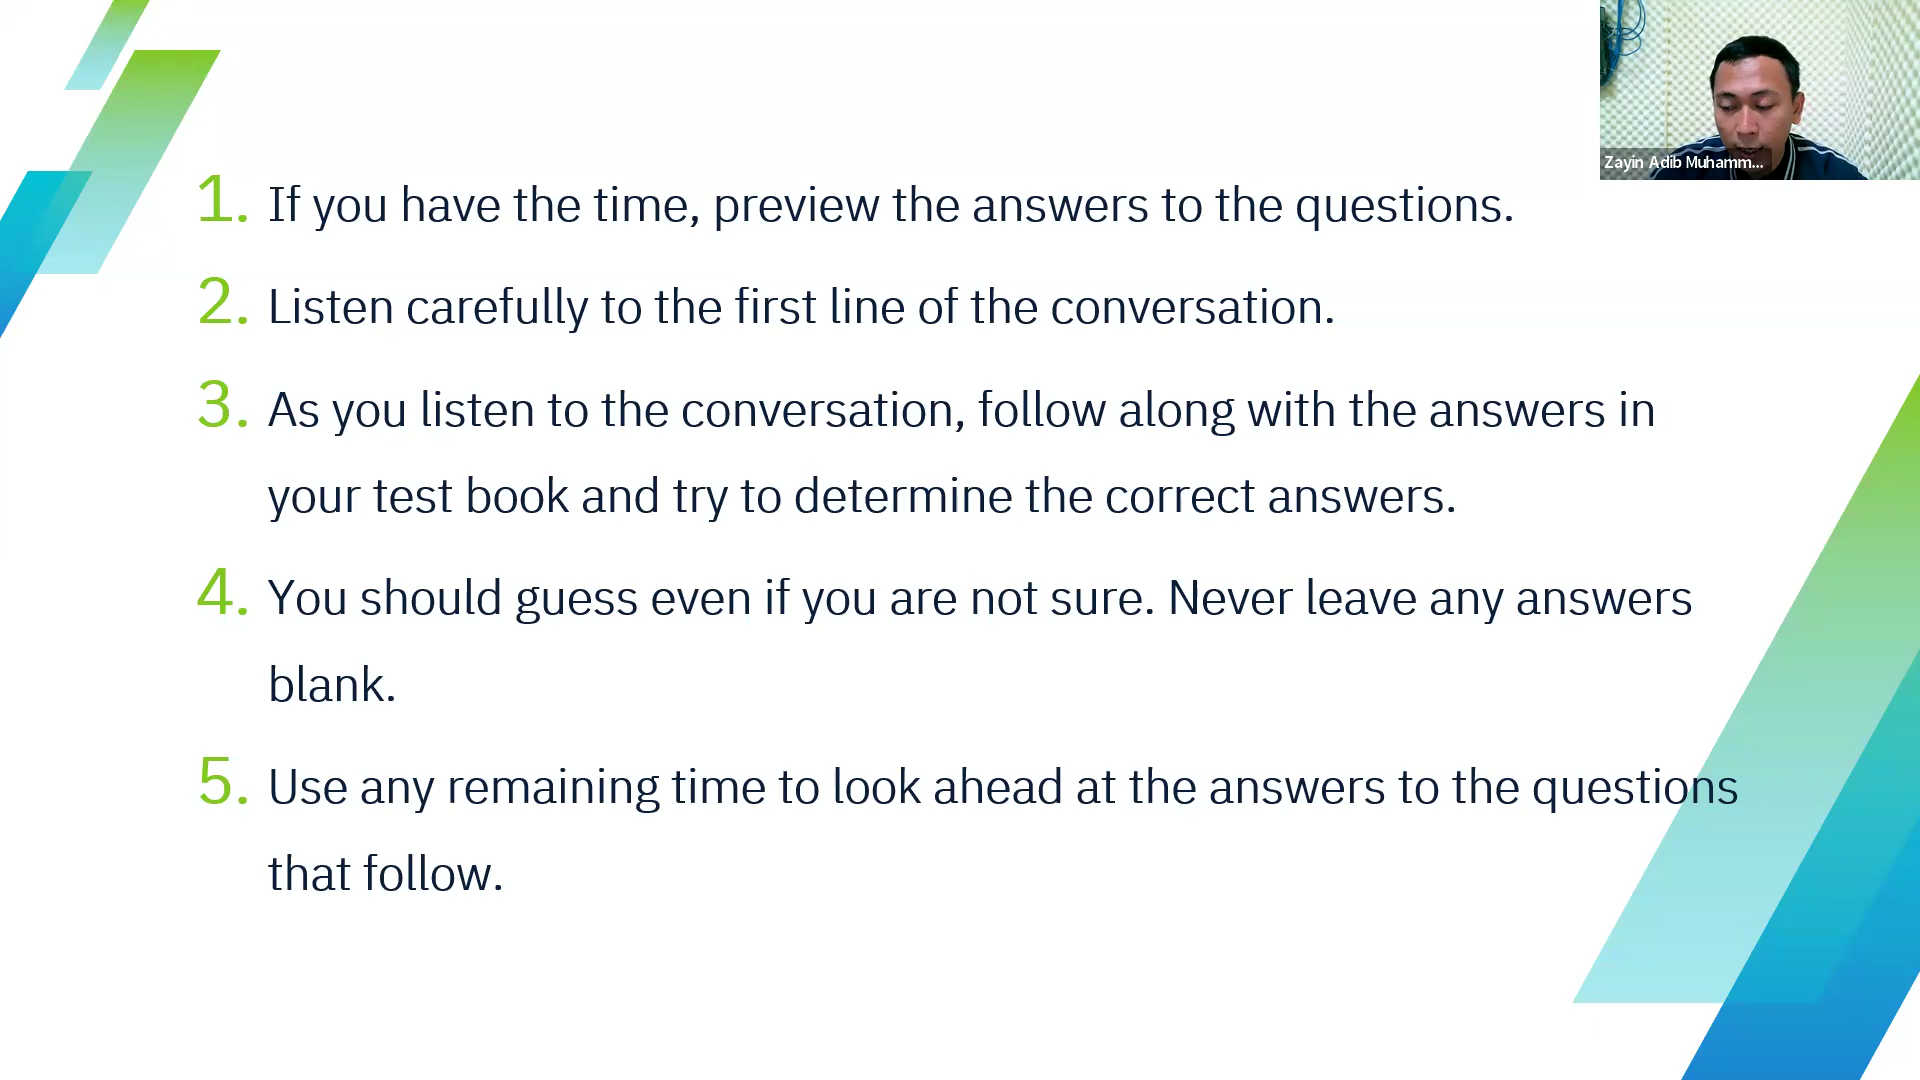 1. If you have the time, preview the answers to the questions.
2. Listen carefully to the first line of the conversation.
3. As you listen to the conversation, follow along with the answers in
your test book and try to determine the correct answers.
4. You should guess even if you are not sure. Never leave any answers
blank.
5. Use any remaining time to look ahead at the answers to the questions
that follow.
Zayin Adib Muhamm...